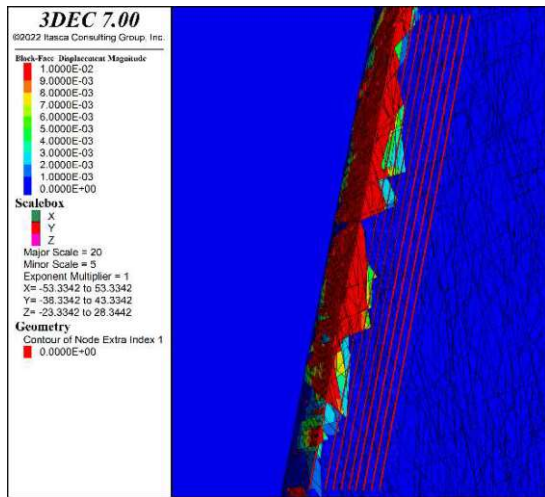 3DEC 7.00
©2022 Itasca Consulting Group, Inc.
Block-Face Displacement Magnitude
1.0000E-02
9.0000E-03
8.0000E-03
7.0000E-03
6.0000E-03
5.0000E-03
4.0000E-03
3.0000E-03
2.0000E-03
1.0000E-03
0.0000E+00
Scalebox
X
Y
Z
Major Scale = 20
Minor Scale = 5
Exponent Multiplier = 1
X= -53.3342 to 53.3342
Y= -36.3342 to 43.3342
Z= -23.3342 to 28.3442
Geometry
Contour of Node Extra Index 1
0.0000E+00